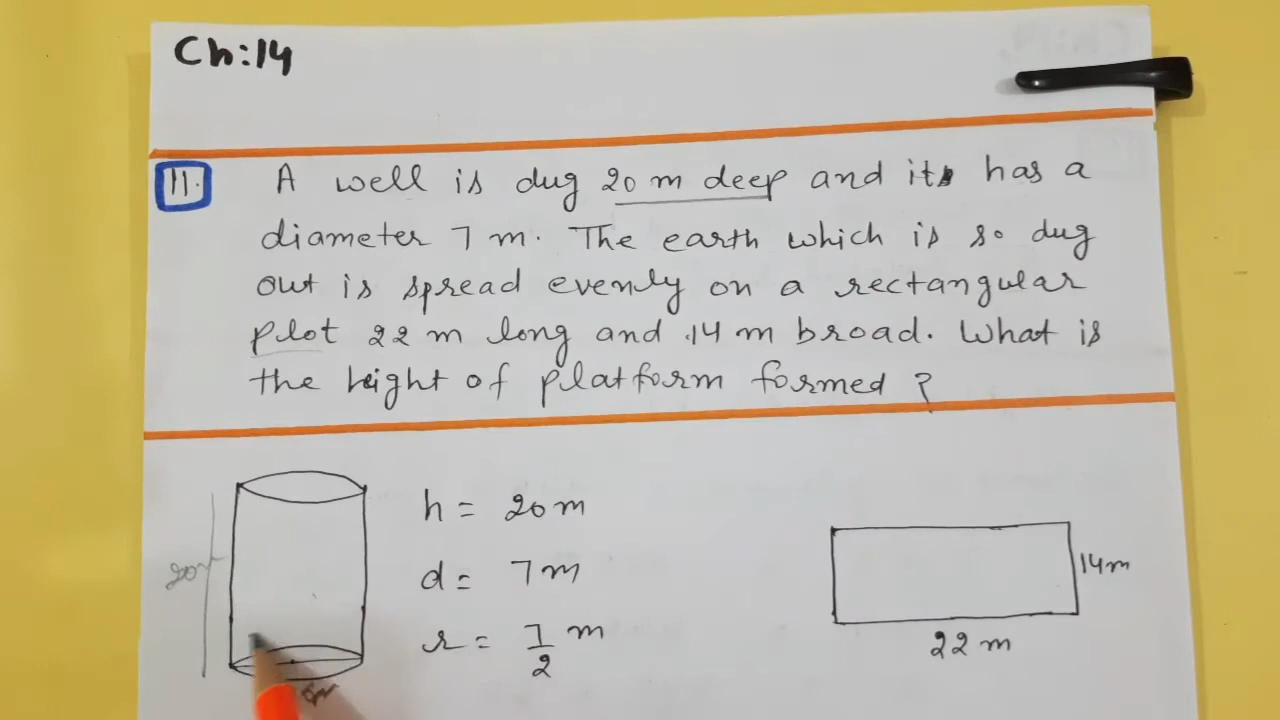 Ch:14
11. A well is dug 20 m deep and its has a
diameter 7 m. The earth which is so dug
out is spread evenly on a rectangular
plot 22 m long and 14 m broad. What is
the height of platform formed ?
h = 20 m
d = 7 m
r = 7/2 m
20
14 m
22 m